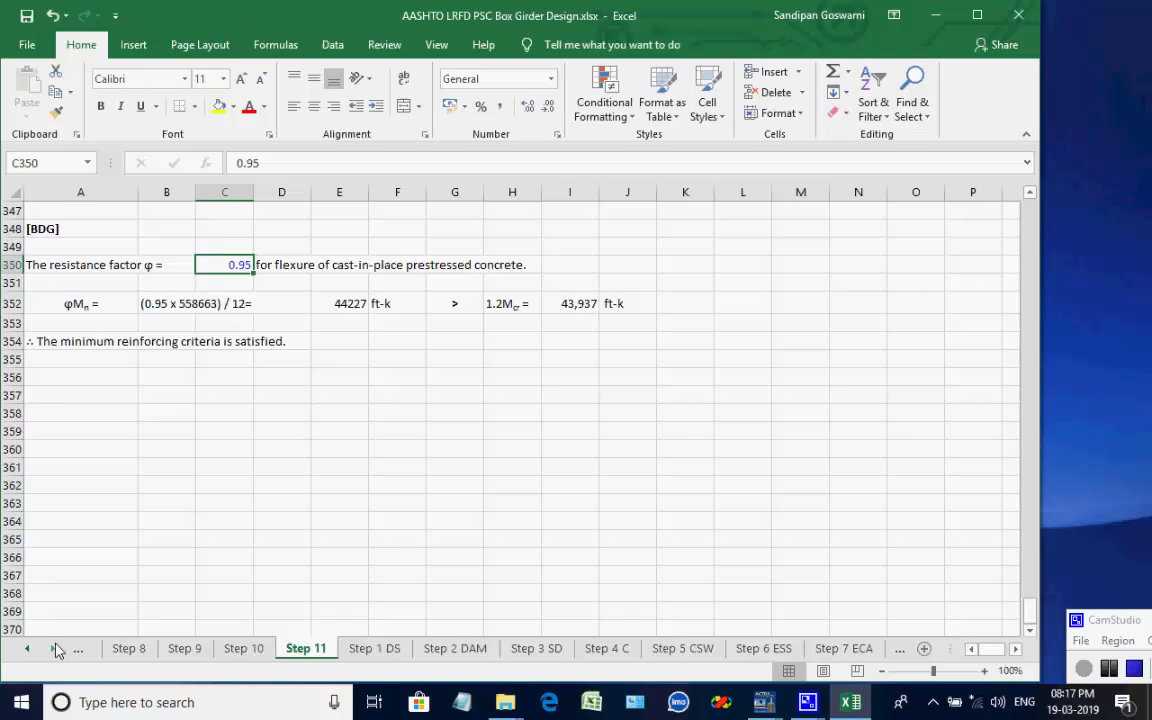 AASHTO LRFD PSC Box Girder Design.xlsx - Excel
Sandipan Goswami
File Home Insert Page Layout Formulas Data Review View Help Tell me what you want to do Share
Paste
Clipboard
Calibri 11
B I U
Font
ab
Alignment
General
% ,
Number
Conditional Formatting
Format as Table
Cell Styles
Styles
Insert
Delete
Format
Cells
Sort & Filter
Find & Select
Editing
C350 fx 0.95
A B C D E F G H I J K L M N O P
347
348 [BDG]
349
350 The resistance factor φ = 0.95 for flexure of cast-in-place prestressed concrete.
351
352 φMn = (0.95 x 558663) / 12= 44227 ft-k > 1.2Mcr = 43,937 ft-k
353
354 ∴ The minimum reinforcing criteria is satisfied.
355
356
357
358
359
360
361
362
363
364
365
366
367
368
369
370
... Step 8 Step 9 Step 10 Step 11 Step 1 DS Step 2 DAM Step 3 SD Step 4 C Step 5 CSW Step 6 ESS Step 7 ECA ...
100%
CamStudio
File Region
Type here to search
imo
ENG
08:17 PM
19-03-2019